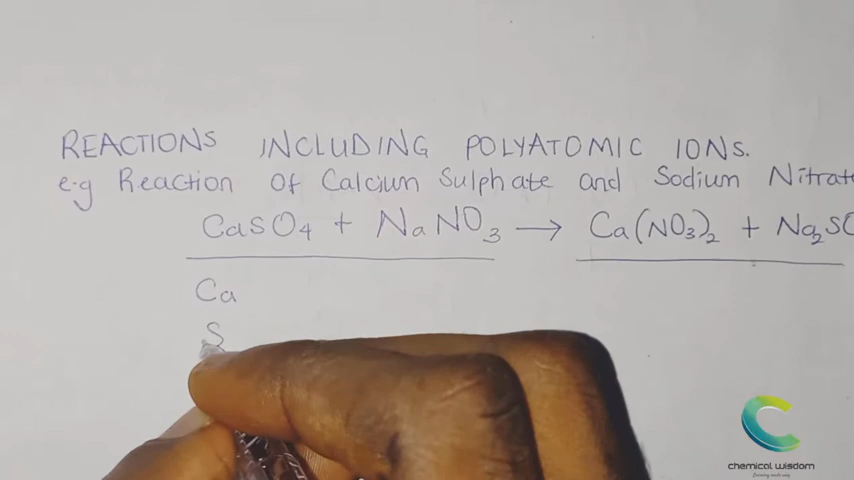 REACTIONS INCLUDING POLYATOMIC IONS.
e.g Reaction Of Calcium Sulphate and Sodium Nitrate
CaSO4 + NaNO3 → Ca(NO3)2 + Na2SO
Ca
S
chemical wisdom